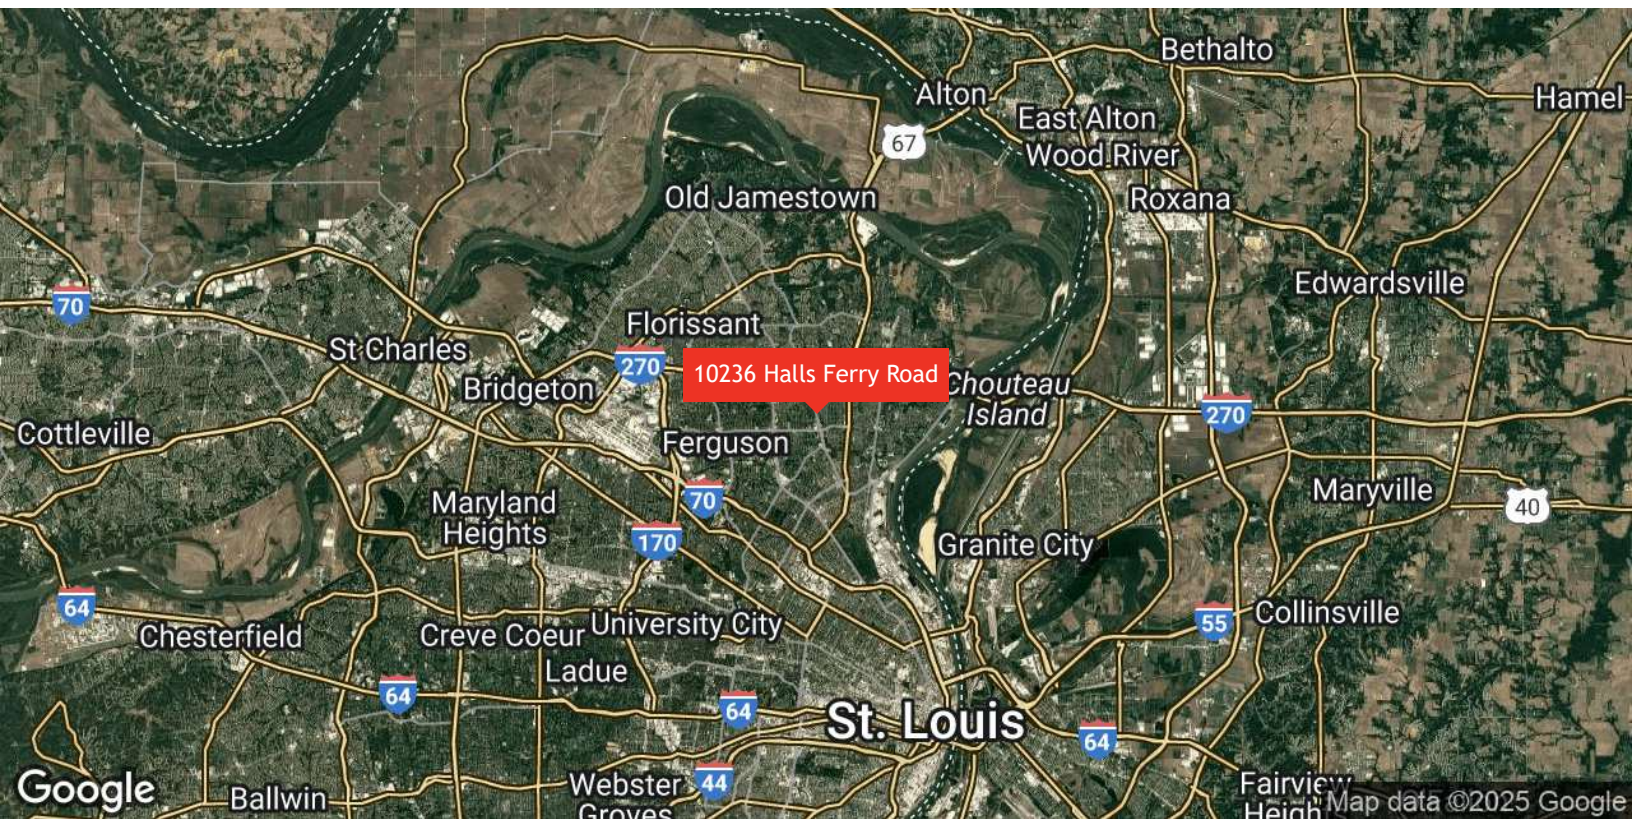 Bethalto
Alton
Hamel
East Alton
67
Wood River
Old Jamestown
Roxana
Edwardsville
70
Florissant
St Charles
270
10236 Halls Ferry Road
Bridgeton
Chouteau
Island
270
Cottleville
Ferguson
Maryland
Heights
70
Maryville
40
170
Granite City
64
Chesterfield
Creve Coeur
University City
55
Collinsville
Ladue
64
64
St. Louis
64
Google
Ballwin
Webster
Groves
44
Fairview
Heigh
Map data ©2025 Google